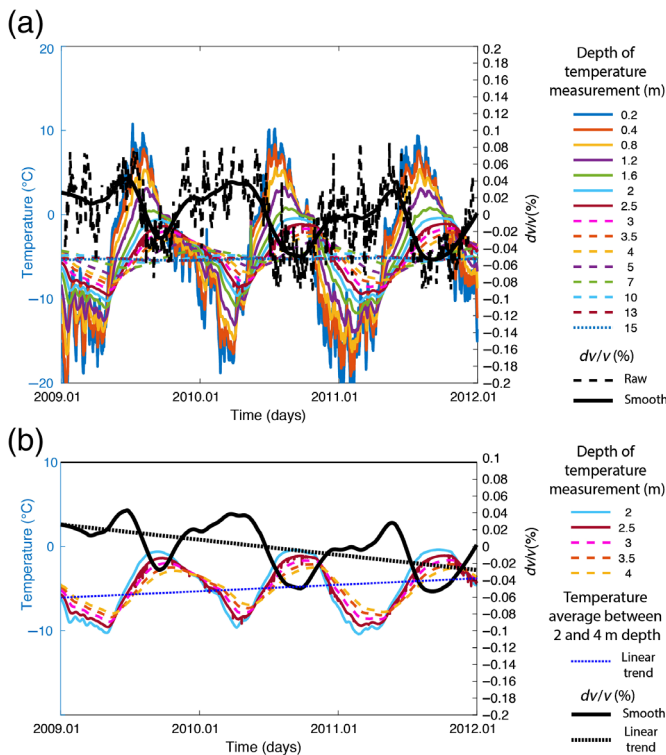 (a)
20
10
0
−10
−20
Temperature (°C)
0.2
0.18
0.16
0.14
0.12
0.1
0.08
0.06
0.04
0.02
0
−0.02
−0.04
−0.06
−0.08
−0.1
−0.12
−0.14
−0.16
−0.18
−0.2
dv/v(%)
2009.01
2010.01
2011.01
2012.01
Time (days)
Depth of
temperature
measurement (m)
0.2
0.4
0.8
1.2
1.6
2
2.5
3
3.5
4
5
7
10
13
15
dv/v (%)
Raw
Smooth
(b)
10
0
−10
Temperature (°C)
0.1
0.08
0.06
0.04
0.02
0
−0.02
−0.04
−0.06
−0.08
−0.1
−0.12
−0.14
−0.16
−0.18
−0.2
dv/v(%)
2009.01
2010.01
2011.01
2012.01
Time (days)
Depth of
temperature
measurement (m)
2
2.5
3
3.5
4
Temperature
average between
2 and 4 m depth
Linear
trend
dv/v (%)
Smooth
Linear
trend